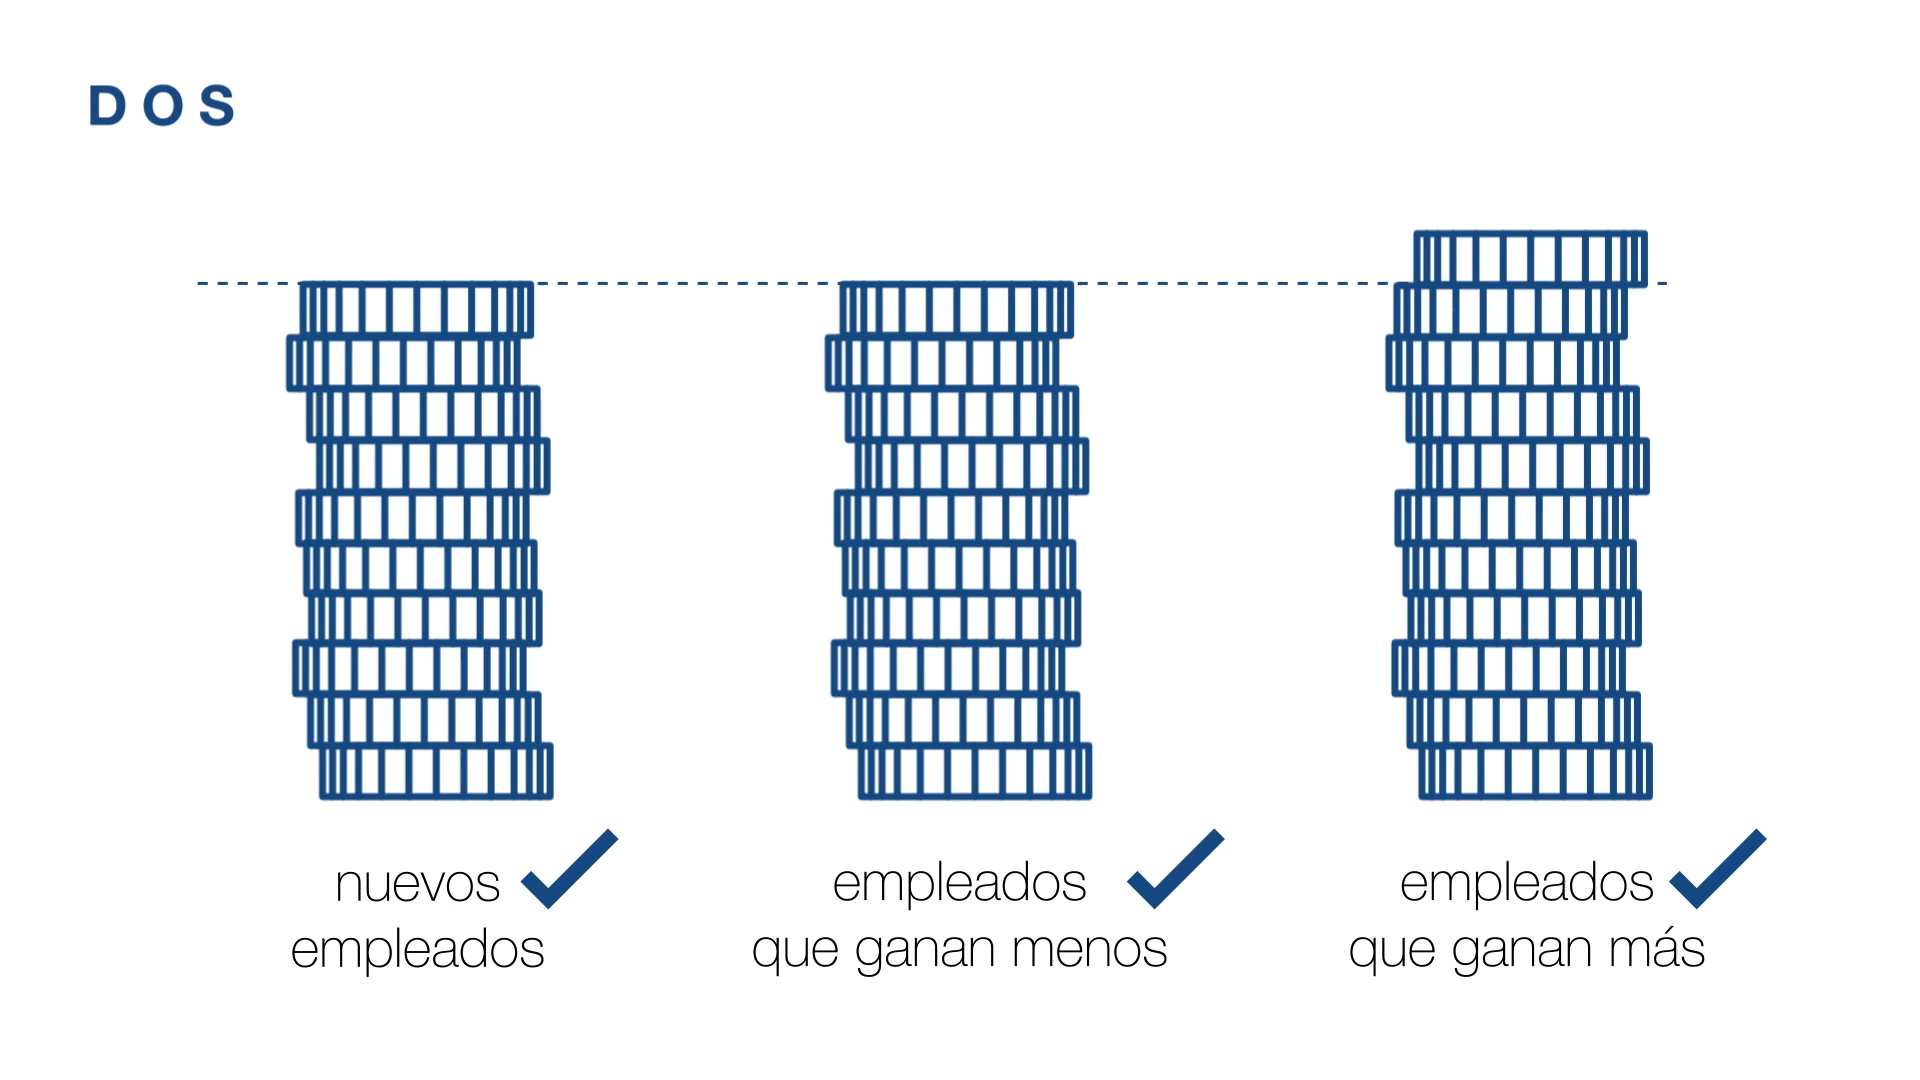 DOS
nuevos
empleados
empleados
que ganan menos
empleados
que ganan más